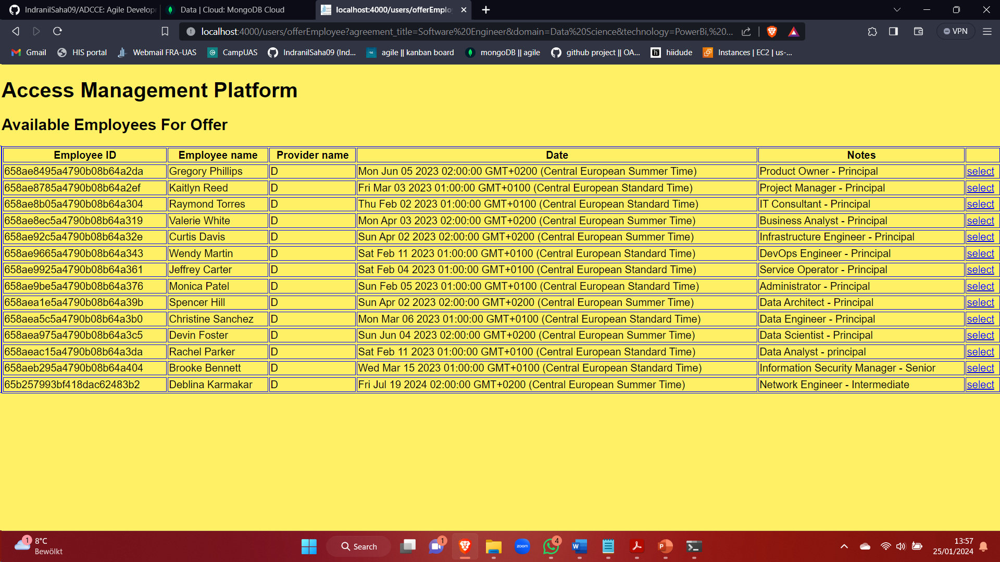 IndranilSaha09/ADCCE: Agile Developr
Data | Cloud: MongoDB Cloud
localhost:4000/users/offerEmplo
localhost:4000/users/offerEmployee?agreement_title=Software%20Engineer&domain=Data%20Science&technology=PowerBi,%20...
VPN
Gmail
HIS portal
Webmail FRA-UAS
CampUAS
IndranilSaha09 (Ind...
agile || kanban board
mongoDB || agile
github project || OA...
hiidude
Instances | EC2 | us-...
Access Management Platform
Available Employees For Offer
Employee ID Employee name Provider name Date Notes
658ae8495a4790b08b64a2da Gregory Phillips D Mon Jun 05 2023 02:00:00 GMT+0200 (Central European Summer Time) Product Owner - Principal select
658ae8785a4790b08b64a2ef Kaitlyn Reed D Fri Mar 03 2023 01:00:00 GMT+0100 (Central European Standard Time) Project Manager - Principal select
658ae8b05a4790b08b64a304 Raymond Torres D Thu Feb 02 2023 01:00:00 GMT+0100 (Central European Standard Time) IT Consultant - Principal select
658ae8ec5a4790b08b64a319 Valerie White D Mon Apr 03 2023 02:00:00 GMT+0200 (Central European Summer Time) Business Analyst - Principal select
658ae92c5a4790b08b64a32e Curtis Davis D Sun Apr 02 2023 02:00:00 GMT+0200 (Central European Summer Time) Infrastructure Engineer - Principal select
658ae9665a4790b08b64a343 Wendy Martin D Sat Feb 11 2023 01:00:00 GMT+0100 (Central European Standard Time) DevOps Engineer - Principal select
658ae9925a4790b08b64a361 Jeffrey Carter D Sat Feb 04 2023 01:00:00 GMT+0100 (Central European Standard Time) Service Operator - Principal select
658ae9be5a4790b08b64a376 Monica Patel D Sun Feb 05 2023 01:00:00 GMT+0100 (Central European Standard Time) Administrator - Principal select
658aea1e5a4790b08b64a39b Spencer Hill D Sun Apr 02 2023 02:00:00 GMT+0200 (Central European Summer Time) Data Architect - Principal select
658aea5c5a4790b08b64a3b0 Christine Sanchez D Mon Mar 06 2023 01:00:00 GMT+0100 (Central European Standard Time) Data Engineer - Principal select
658aea975a4790b08b64a3c5 Devin Foster D Sun Jun 04 2023 02:00:00 GMT+0200 (Central European Summer Time) Data Scientist - Principal select
658aeac15a4790b08b64a3da Rachel Parker D Sat Feb 11 2023 01:00:00 GMT+0100 (Central European Standard Time) Data Analyst - principal select
658aeb295a4790b08b64a404 Brooke Bennett D Wed Mar 15 2023 01:00:00 GMT+0100 (Central European Standard Time) Information Security Manager - Senior select
65b257993bf418dac62483b2 Deblina Karmakar D Fri Jul 19 2024 02:00:00 GMT+0200 (Central European Summer Time) Network Engineer - Intermediate select
1
8°C
Bewölkt
Search
1
zoom
4
W
P
13:57
25/01/2024